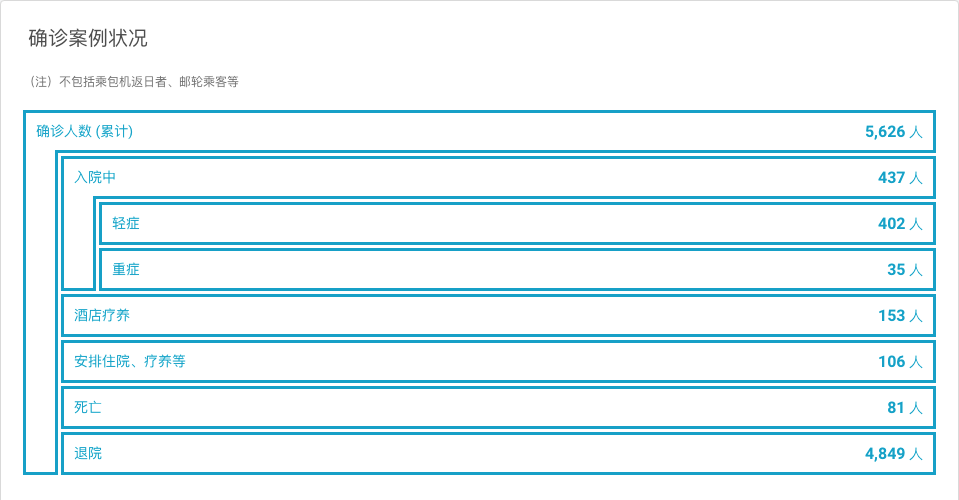 确诊案例状况
（注）不包括乘包机返日者、邮轮乘客等
确诊人数 (累计) 5,626 人
入院中 437 人
轻症 402 人
重症 35 人
酒店疗养 153 人
安排住院、疗养等 106 人
死亡 81 人
退院 4,849 人